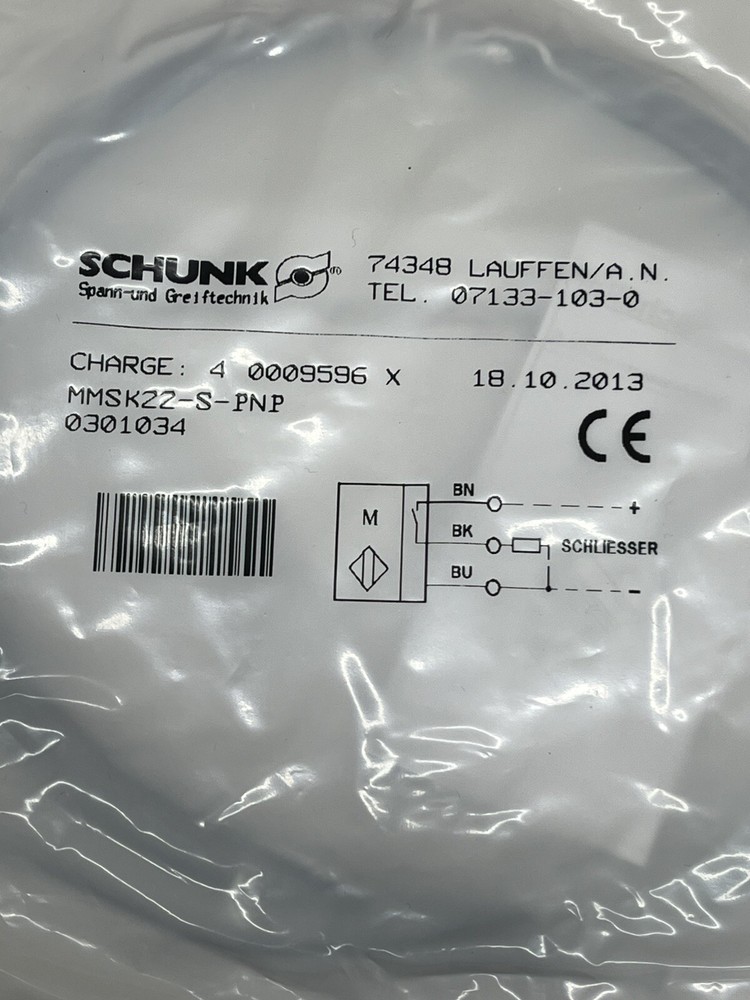 SCHUNK
Spann-und Greiftechnik
74348 LAUFFEN/A.N.
TEL. 07133-103-0
CHARGE: 4 0009596 X
18.10.2013
MMSK22-S-PNP
0301034
CE
M
BN
+
BK
SCHLIESSER
BU
-